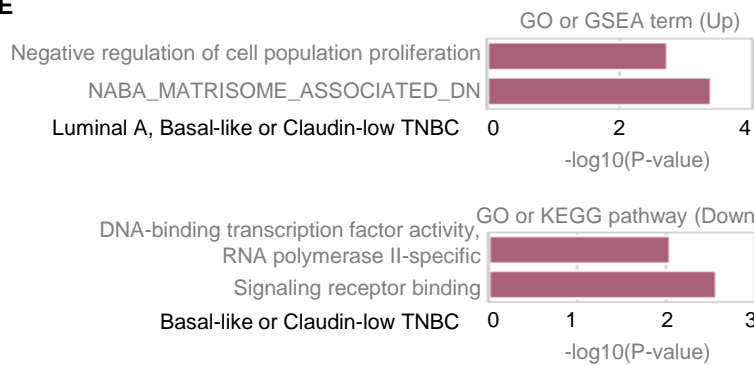 E
GO or GSEA term (Up)
Negative regulation of cell population proliferation
NABA_MATRISOME_ASSOCIATED_DN
Luminal A, Basal-like or Claudin-low TNBC 0 2 4
-log10(P-value)
GO or KEGG pathway (Down
DNA-binding transcription factor activity,
RNA polymerase II-specific
Signaling receptor binding
Basal-like or Claudin-low TNBC 0 1 2 3
-log10(P-value)